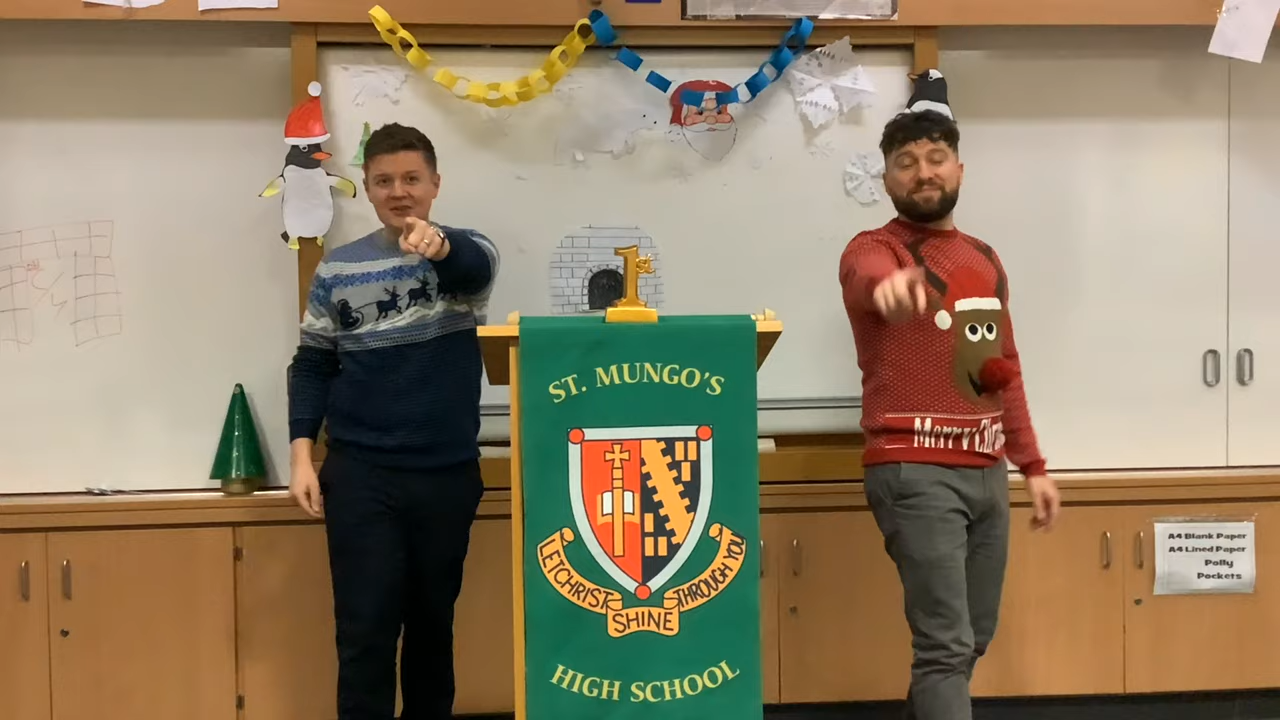 1st
ST. MUNGO'S
LET CHRIST SHINE THROUGH YOU
HIGH SCHOOL
Merry Chr
A4 Blank Paper
A4 Lined Paper
Polly
Pockets